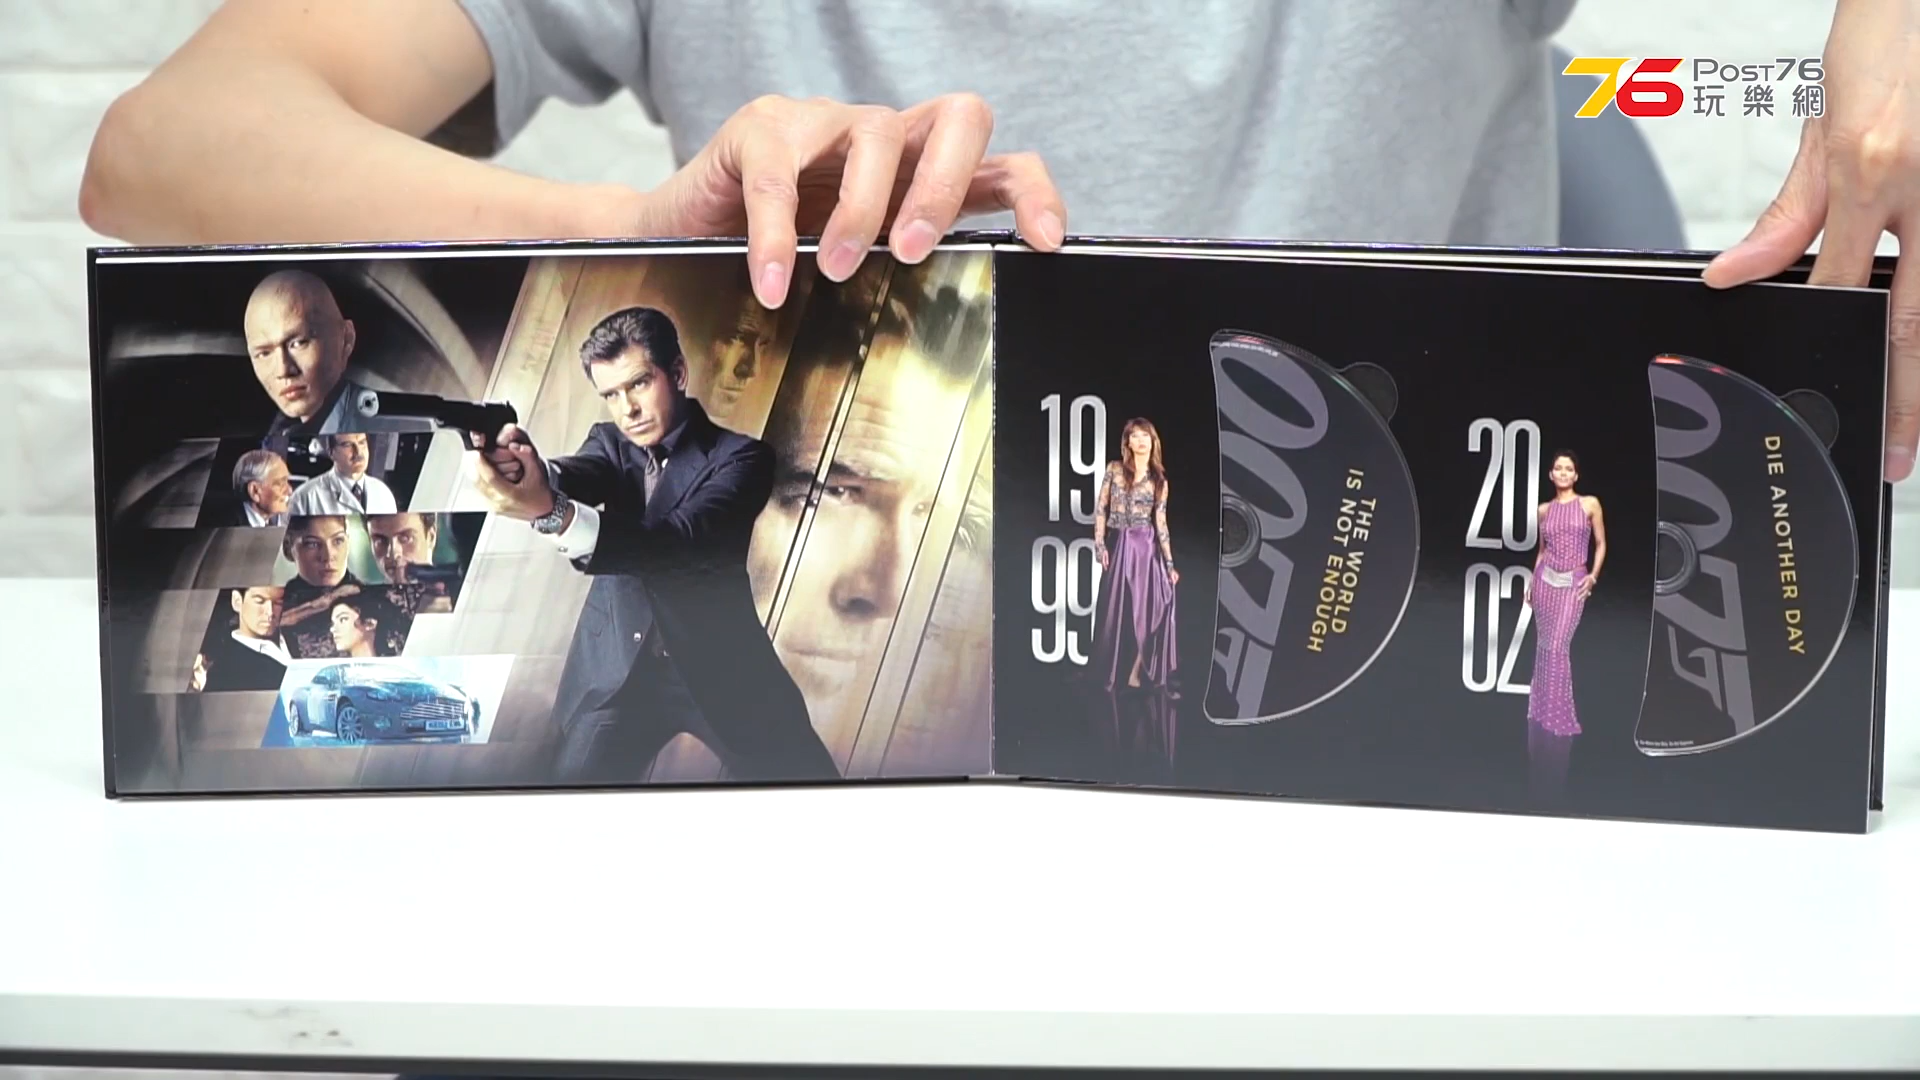 76 POST76
玩樂網
19
99
007
THE WORLD
IS NOT ENOUGH
20
02
007
DIE ANOTHER DAY